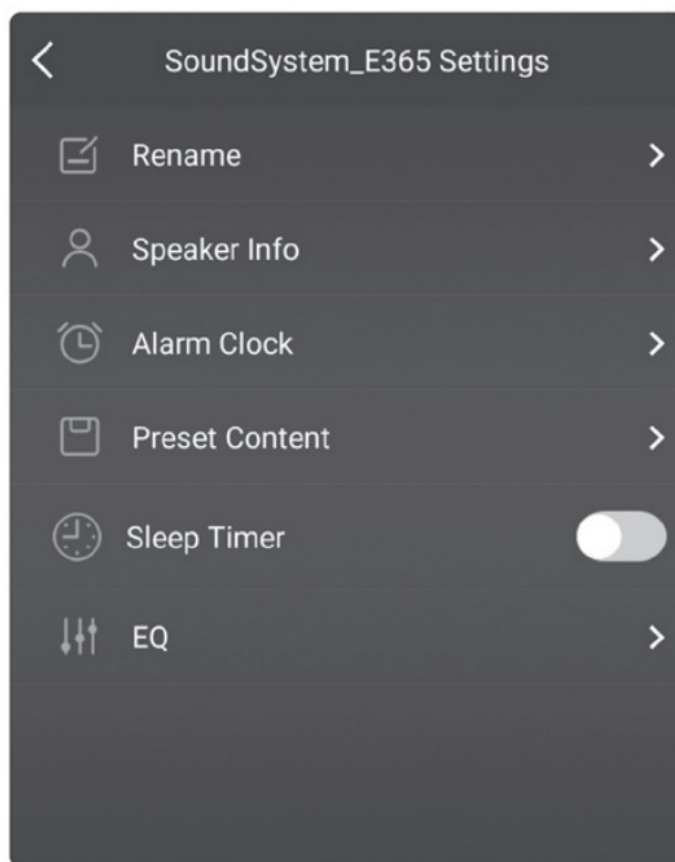 SoundSystem_E365 Settings
Rename
Speaker Info
Alarm Clock
Preset Content
Sleep Timer
EQ